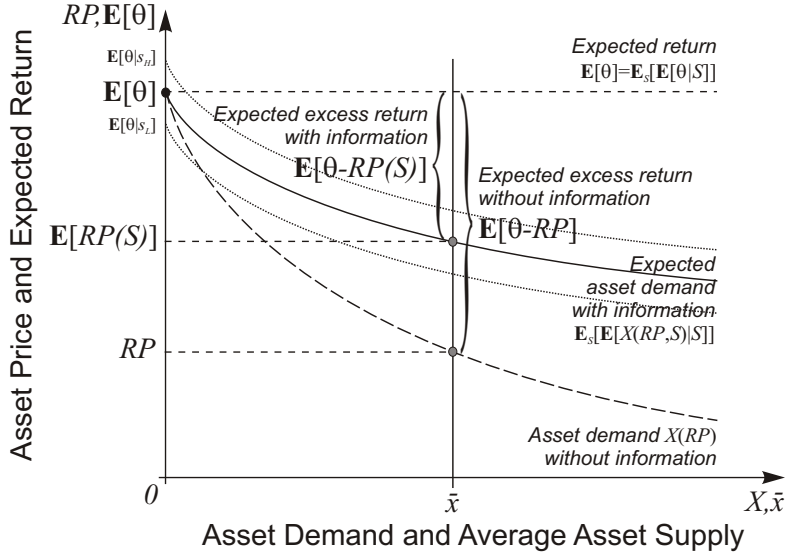 RP, E[θ]
Expected return
E[θ]=E_s[E[θ|S]]
E[θ|s_H]
E[θ]
E[θ|s_L]
Expected excess return
with information
E[θ-RP(S)]
Expected excess return
without information
E[θ-RP]
E[RP(S)]
Expected
asset demand
with information
E_s[E[X(RP,S)|S]]
RP
Asset demand X(RP)
without information
0
x̄
X,x̄
Asset Price and Expected Return
Asset Demand and Average Asset Supply